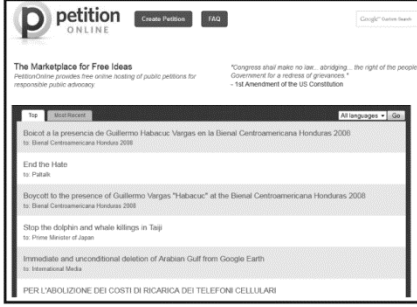 petition
ONLINE
Create Petition
FAQ
Google™ Custom Search
The Marketplace for Free Ideas
PetitionOnline provides free online hosting of public petitions for
responsible public advocacy.
"Congress shall make no law... abridging... the right of the people
Government for a redress of grievances."
- 1st Amendment of the US Constitution
Top
Most Recent
All languages
Go
Boicot a la presencia de Guillermo Habacuc Vargas en la Bienal Centroamericana Honduras 2008
to: Bienal Centroamericana Honduras 2008
End the Hate
to: Paltalk
Boycott to the presence of Guillermo Vargas "Habacuc" at the Bienal Centroamericana Honduras 2008
to: Bienal Centroamericana Honduras 2008
Stop the dolphin and whale killings in Taiji
to: Prime Minister of Japan
Immediate and unconditional deletion of Arabian Gulf from Google Earth
to: International Media
PER L'ABOLIZIONE DEI COSTI DI RICARICA DEI TELEFONI CELLULARI